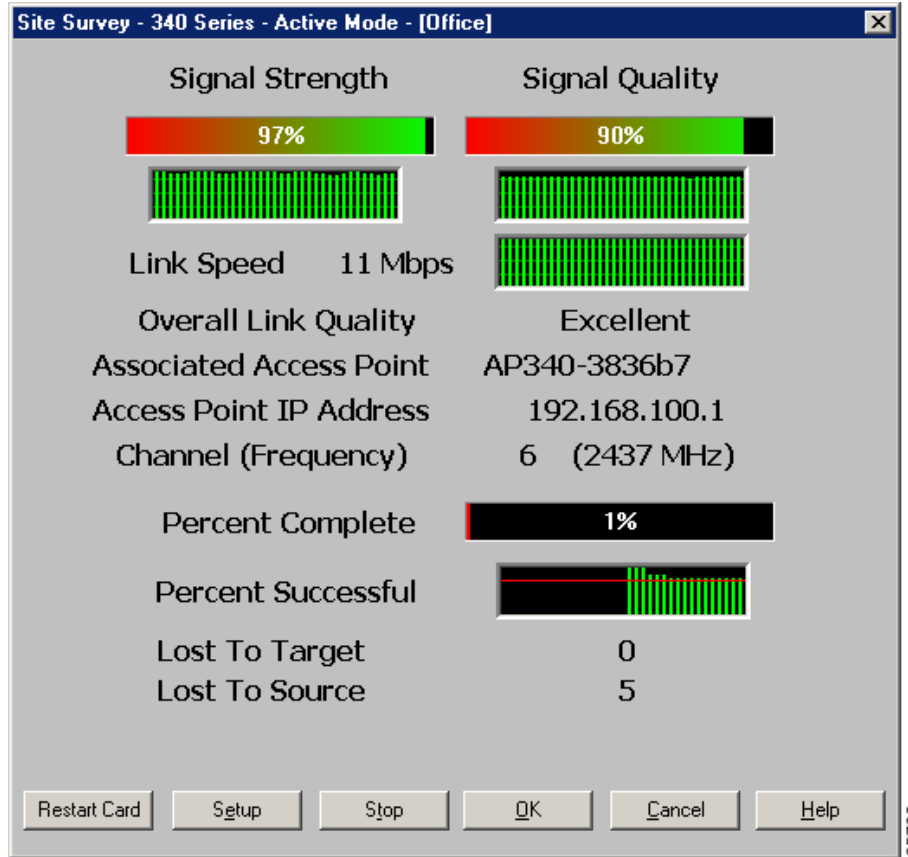 Site Survey - 340 Series - Active Mode - [Office]
Signal Strength Signal Quality
97% 90%
Link Speed 11 Mbps
Overall Link Quality Excellent
Associated Access Point AP340-3836b7
Access Point IP Address 192.168.100.1
Channel (Frequency) 6 (2437 MHz)
Percent Complete 1%
Percent Successful
Lost To Target 0
Lost To Source 5
Restart Card Setup Stop OK Cancel Help